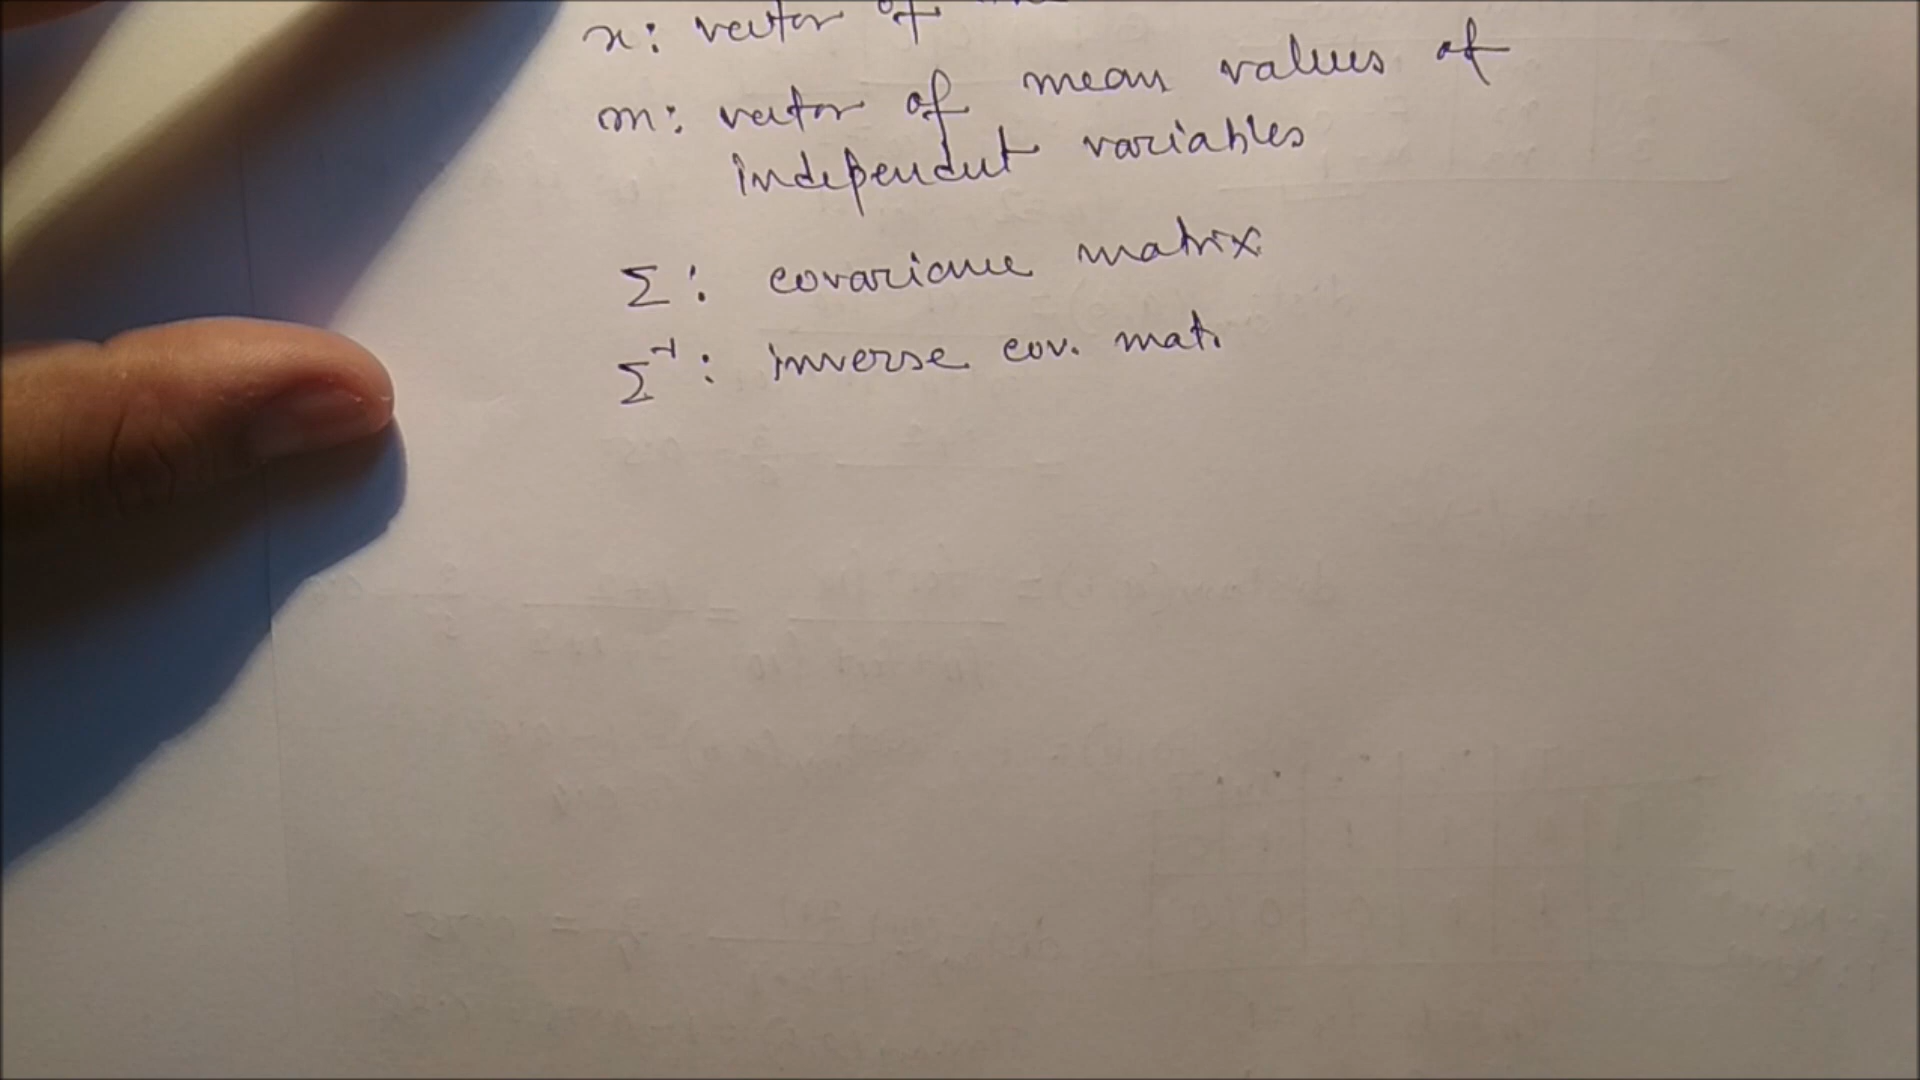 x: vector of
m: vector of mean values of
independent variables
Σ: covariance matrix
Σ⁻¹: inverse cov. mat.